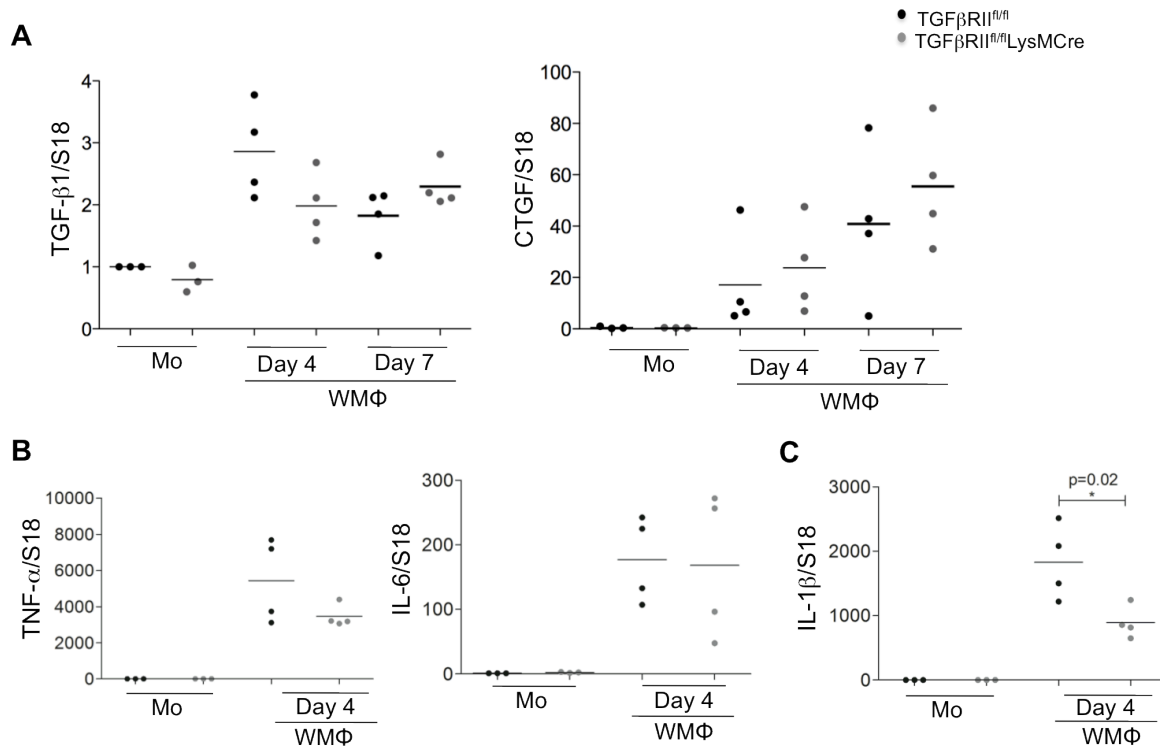 TGFβRII^fl/fl
TGFβRII^fl/fl LysMCre
A
TGF-β1/S18
4
3
2
1
0
Mo
Day 4
Day 7
WMΦ
CTGF/S18
100
80
60
40
20
0
Mo
Day 4
Day 7
WMΦ
B
TNF-α/S18
10000
8000
6000
4000
2000
0
Mo
Day 4
WMΦ
IL-6/S18
300
200
100
0
Mo
Day 4
WMΦ
C
IL-1β/S18
3000
2000
1000
0
p=0.02
*
Mo
Day 4
WMΦ